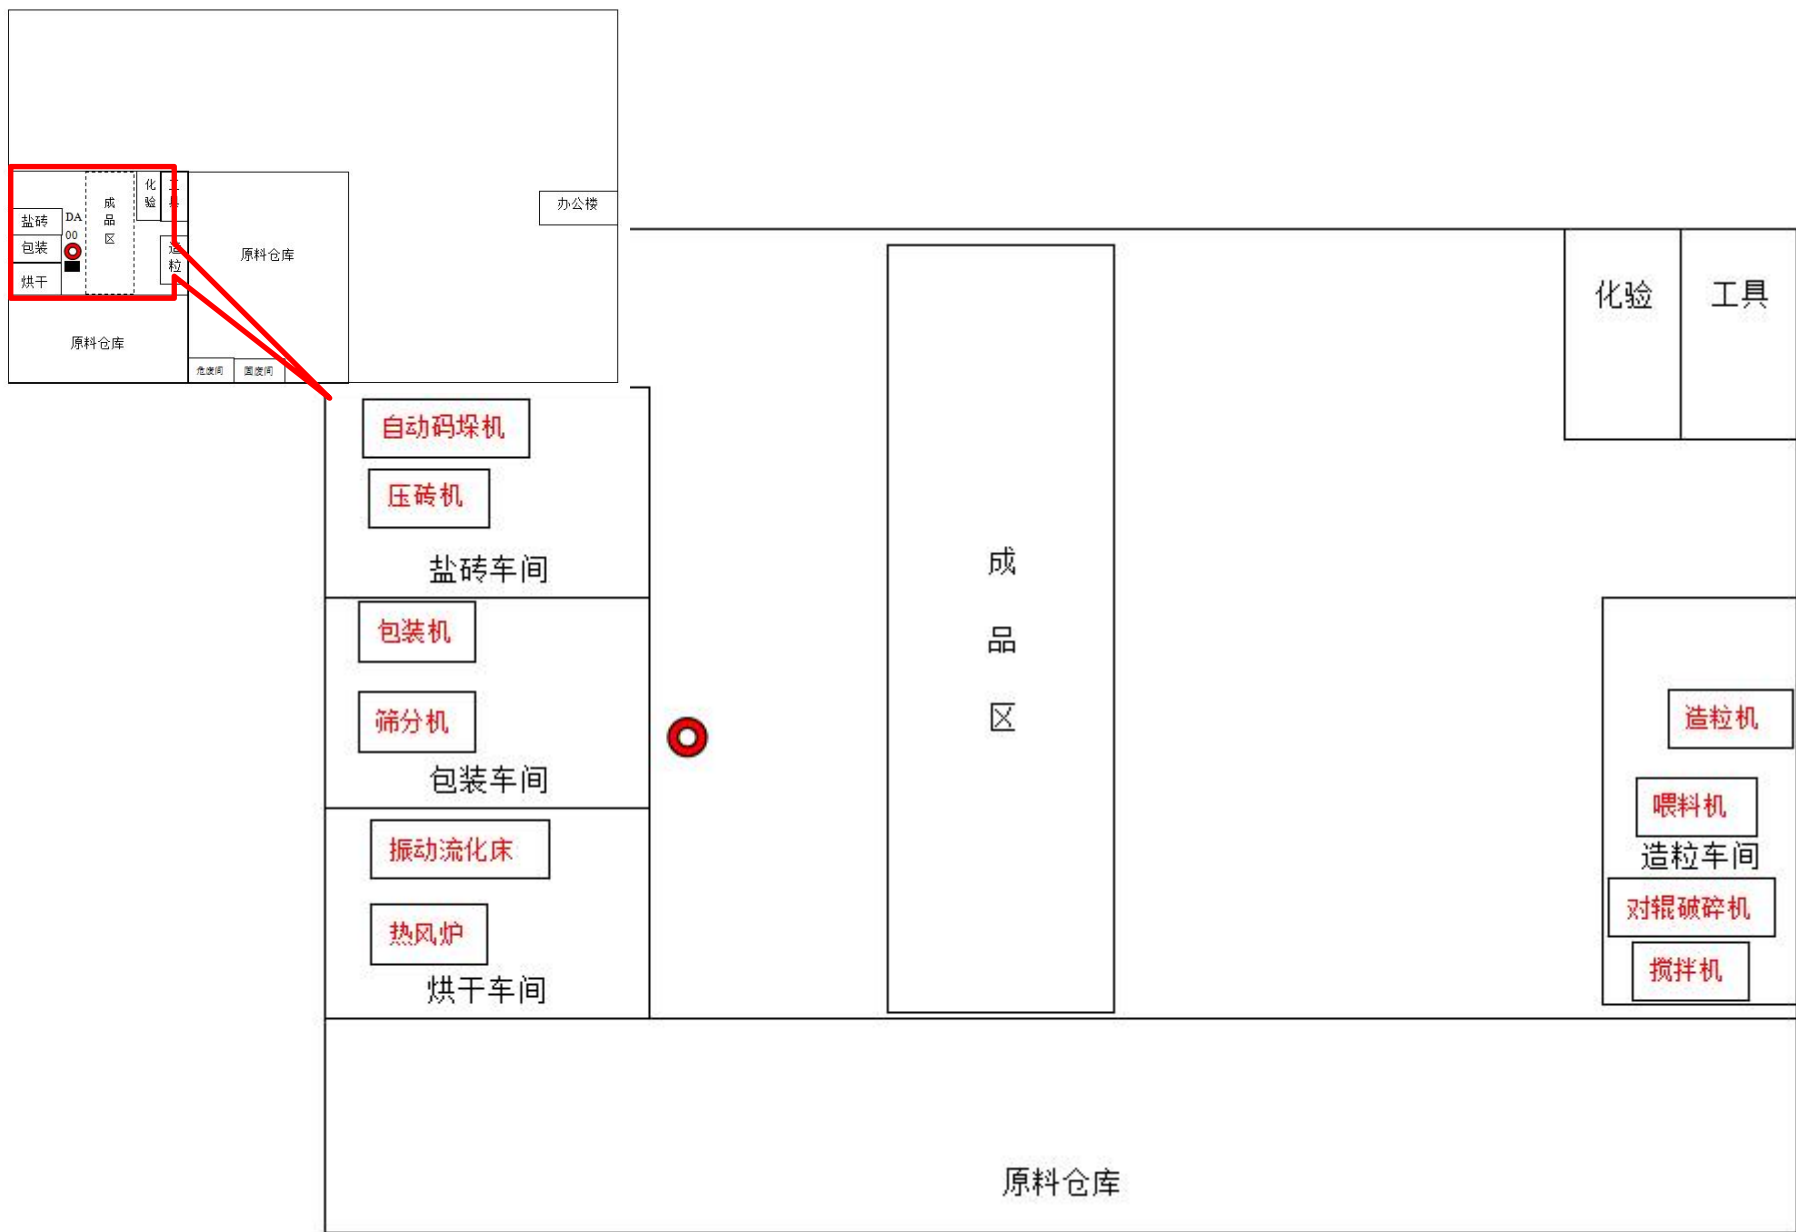 化
验
工
具
成
品
区
盐砖
DA
00
包装
烘干
造
粒
原料仓库
办公楼
原料仓库
危废间
固废间
化验
工具
自动码垛机
压砖机
盐砖车间
包装机
筛分机
包装车间
振动流化床
热风炉
烘干车间
成
品
区
造粒机
喂料机
造粒车间
对辊破碎机
搅拌机
原料仓库